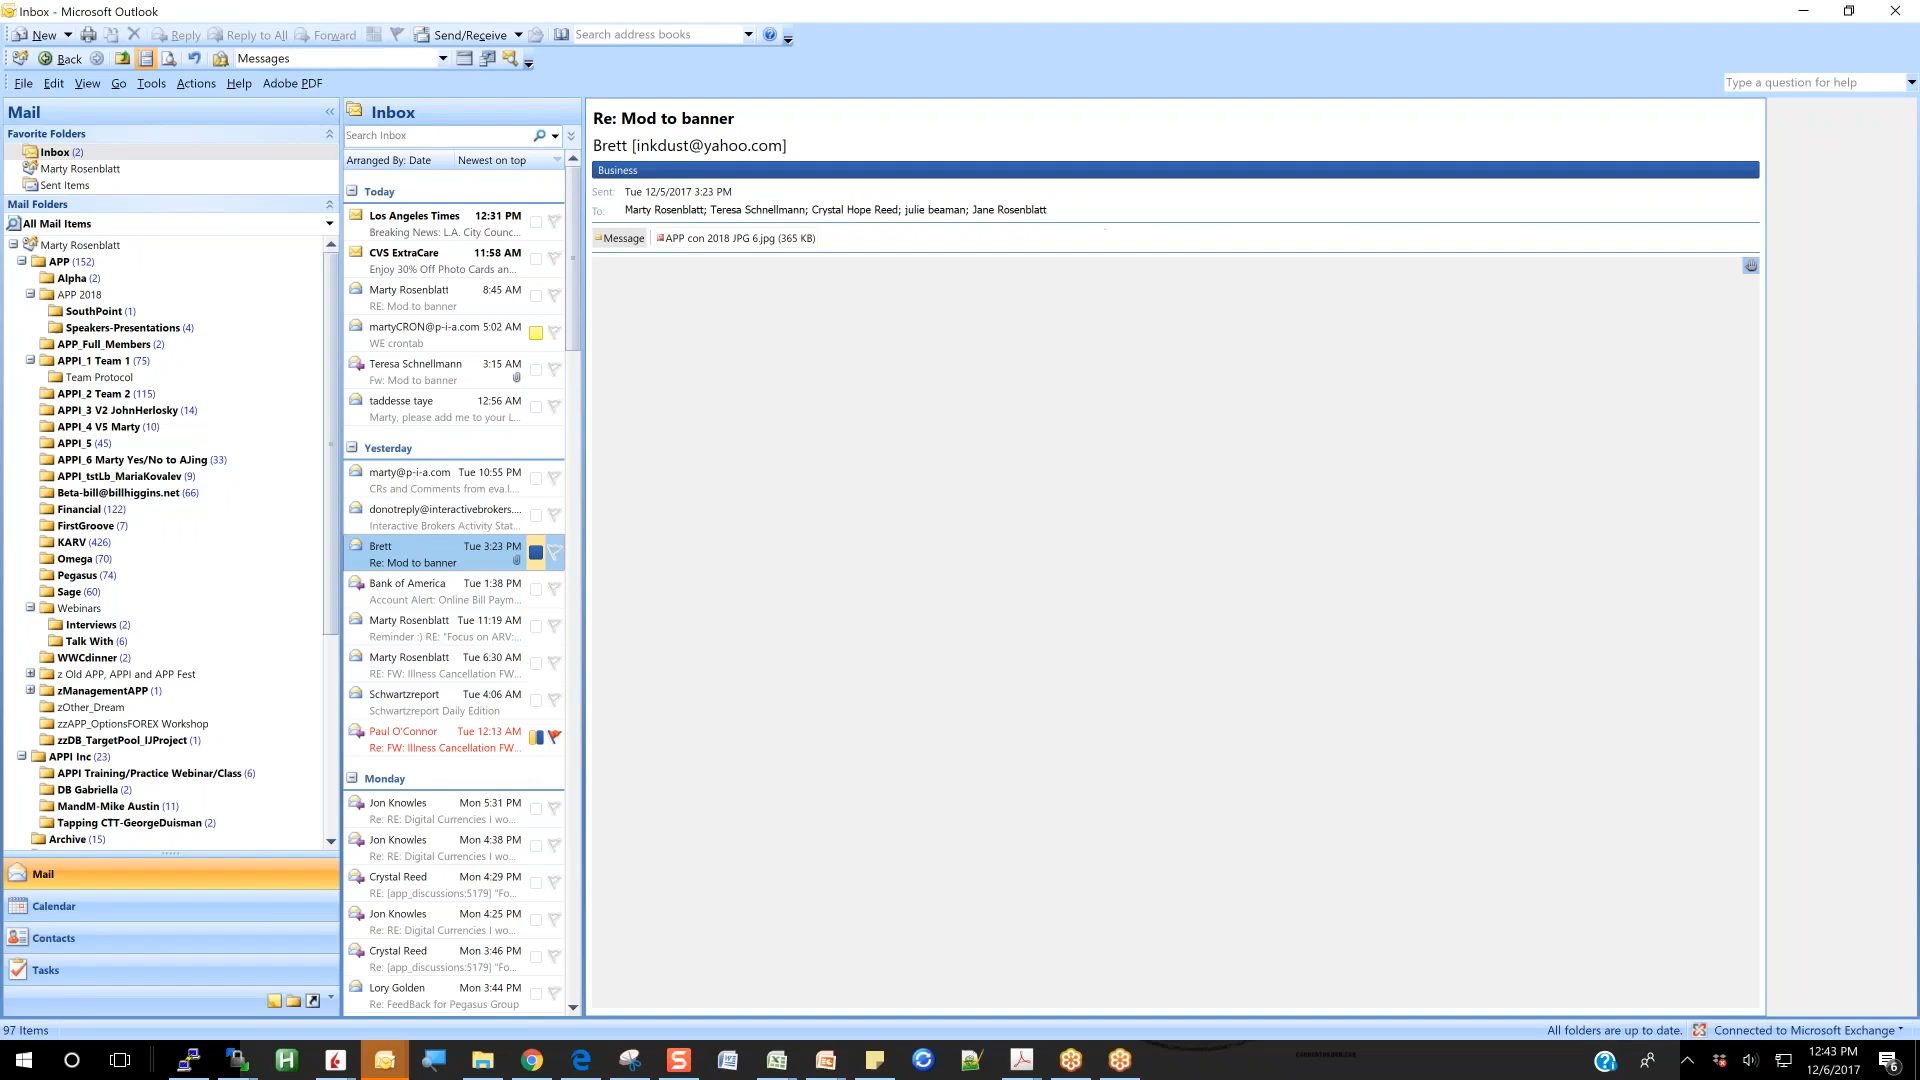 Inbox - Microsoft Outlook
New Reply Reply to All Forward Send/Receive Search address books
Back Messages
File Edit View Go Tools Actions Help Adobe PDF
Type a question for help
Mail
Favorite Folders
Inbox (2)
Marty Rosenblatt
Sent Items
Mail Folders
All Mail Items
Marty Rosenblatt
APP (152)
Alpha (2)
APP 2018
SouthPoint (1)
Speakers-Presentations (4)
APP_Full_Members (2)
APPI_1 Team 1 (75)
Team Protocol
APPI_2 Team 2 (115)
APPI_3 V2 JohnHerlosky (14)
APPI_4 V5 Marty (10)
APPI_5 (45)
APPI_6 Marty Yes/No to AJing (33)
APPI_tstLb_MariaKovalev (9)
Beta-bill@billhiggins.net (66)
Financial (122)
FirstGroove (7)
KARV (426)
Omega (70)
Pegasus (74)
Sage (60)
Webinars
Interviews (2)
Talk With (6)
WWCdinner (2)
z Old APP, APPI and APP Fest
zManagementAPP (1)
zOther_Dream
zzAPP_OptionsFOREX Workshop
zzDB_TargetPool_IJProject (1)
APPI Inc (23)
APPI Training/Practice Webinar/Class (6)
DB Gabriella (2)
MandM-Mike Austin (11)
Tapping CTT-GeorgeDuisman (2)
Archive (15)
Mail
Calendar
Contacts
Tasks
Inbox
Search Inbox
Arranged By: Date Newest on top
Today
Los Angeles Times 12:31 PM
Breaking News: L.A. City Counc...
CVS ExtraCare 11:58 AM
Enjoy 30% Off Photo Cards an...
Marty Rosenblatt 8:45 AM
RE: Mod to banner
martyCRON@p-i-a.com 5:02 AM
WE crontab
Teresa Schnellmann 3:15 AM
Fw: Mod to banner
taddesse taye 12:56 AM
Marty, please add me to your L...
Yesterday
marty@p-i-a.com Tue 10:55 PM
CRs and Comments from eva.l....
donotreply@interactivebrokers....
Interactive Brokers Activity Stat...
Brett Tue 3:23 PM
Re: Mod to banner
Bank of America Tue 1:38 PM
Account Alert: Online Bill Paym...
Marty Rosenblatt Tue 11:19 AM
Reminder :) RE: "Focus on ARV:...
Marty Rosenblatt Tue 6:30 AM
RE: FW: Illness Cancellation FW...
Schwartzreport Tue 4:06 AM
Schwartzreport Daily Edition
Paul O'Connor Tue 12:13 AM
Re: FW: Illness Cancellation FW...
Monday
Jon Knowles Mon 5:31 PM
Re: RE: Digital Currencies I wo...
Jon Knowles Mon 4:38 PM
Re: RE: Digital Currencies I wo...
Crystal Reed Mon 4:29 PM
RE: [app_discussions:5179] "Fo...
Jon Knowles Mon 4:25 PM
Re: RE: Digital Currencies I wo...
Crystal Reed Mon 3:46 PM
Re: [app_discussions:5179] "Fo...
Lory Golden Mon 3:44 PM
Re: FeedBack for Pegasus Group
Re: Mod to banner
Brett [inkdust@yahoo.com]
Business
Sent: Tue 12/5/2017 3:23 PM
To: Marty Rosenblatt; Teresa Schnellmann; Crystal Hope Reed; julie beaman; Jane Rosenblatt
Message APP con 2018 JPG 6.jpg (365 KB)
97 Items
All folders are up to date. Connected to Microsoft Exchange
12:43 PM
12/6/2017
6